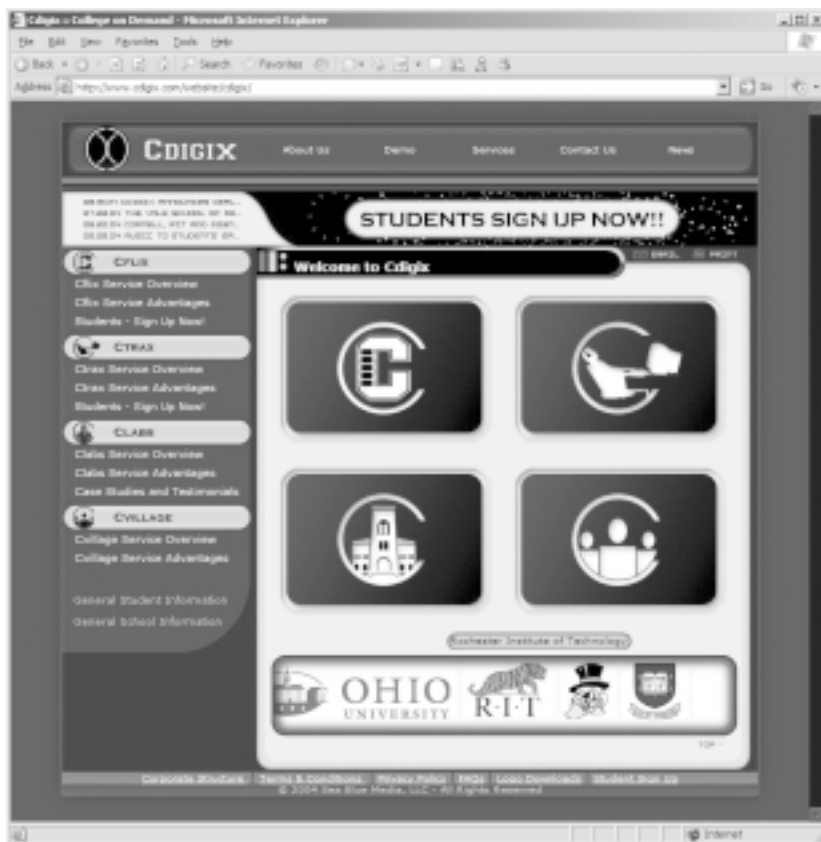 Cdigix :: College on Demand - Microsoft Internet Explorer
File Edit View Favorites Tools Help
Back Search Favorites
Address http://www.cdigix.com/website/cdigix/ Go
CDIGIX
About Us Demo Services Contact Us News
STUDENTS SIGN UP NOW!!
EMAIL PRINT
Welcome to Cdigix
CFLIX
Cflix Service Overview
Cflix Service Advantages
Students - Sign Up Now!
CTRAX
Ctrax Service Overview
Ctrax Service Advantages
Students - Sign Up Now!
CLABS
Clabs Service Overview
Clabs Service Advantages
Case Studies and Testimonials
CVILLAGE
Cvillage Service Overview
Cvillage Service Advantages
General Student Information
General School Information
Rochester Institute of Technology
OHIO
UNIVERSITY
R·I·T
TOP
Corporate Structure Terms & Conditions Privacy Policy FAQs Logo Downloads Student Sign Up
© 2004 Sea Blue Media, LLC - All Rights Reserved
Internet